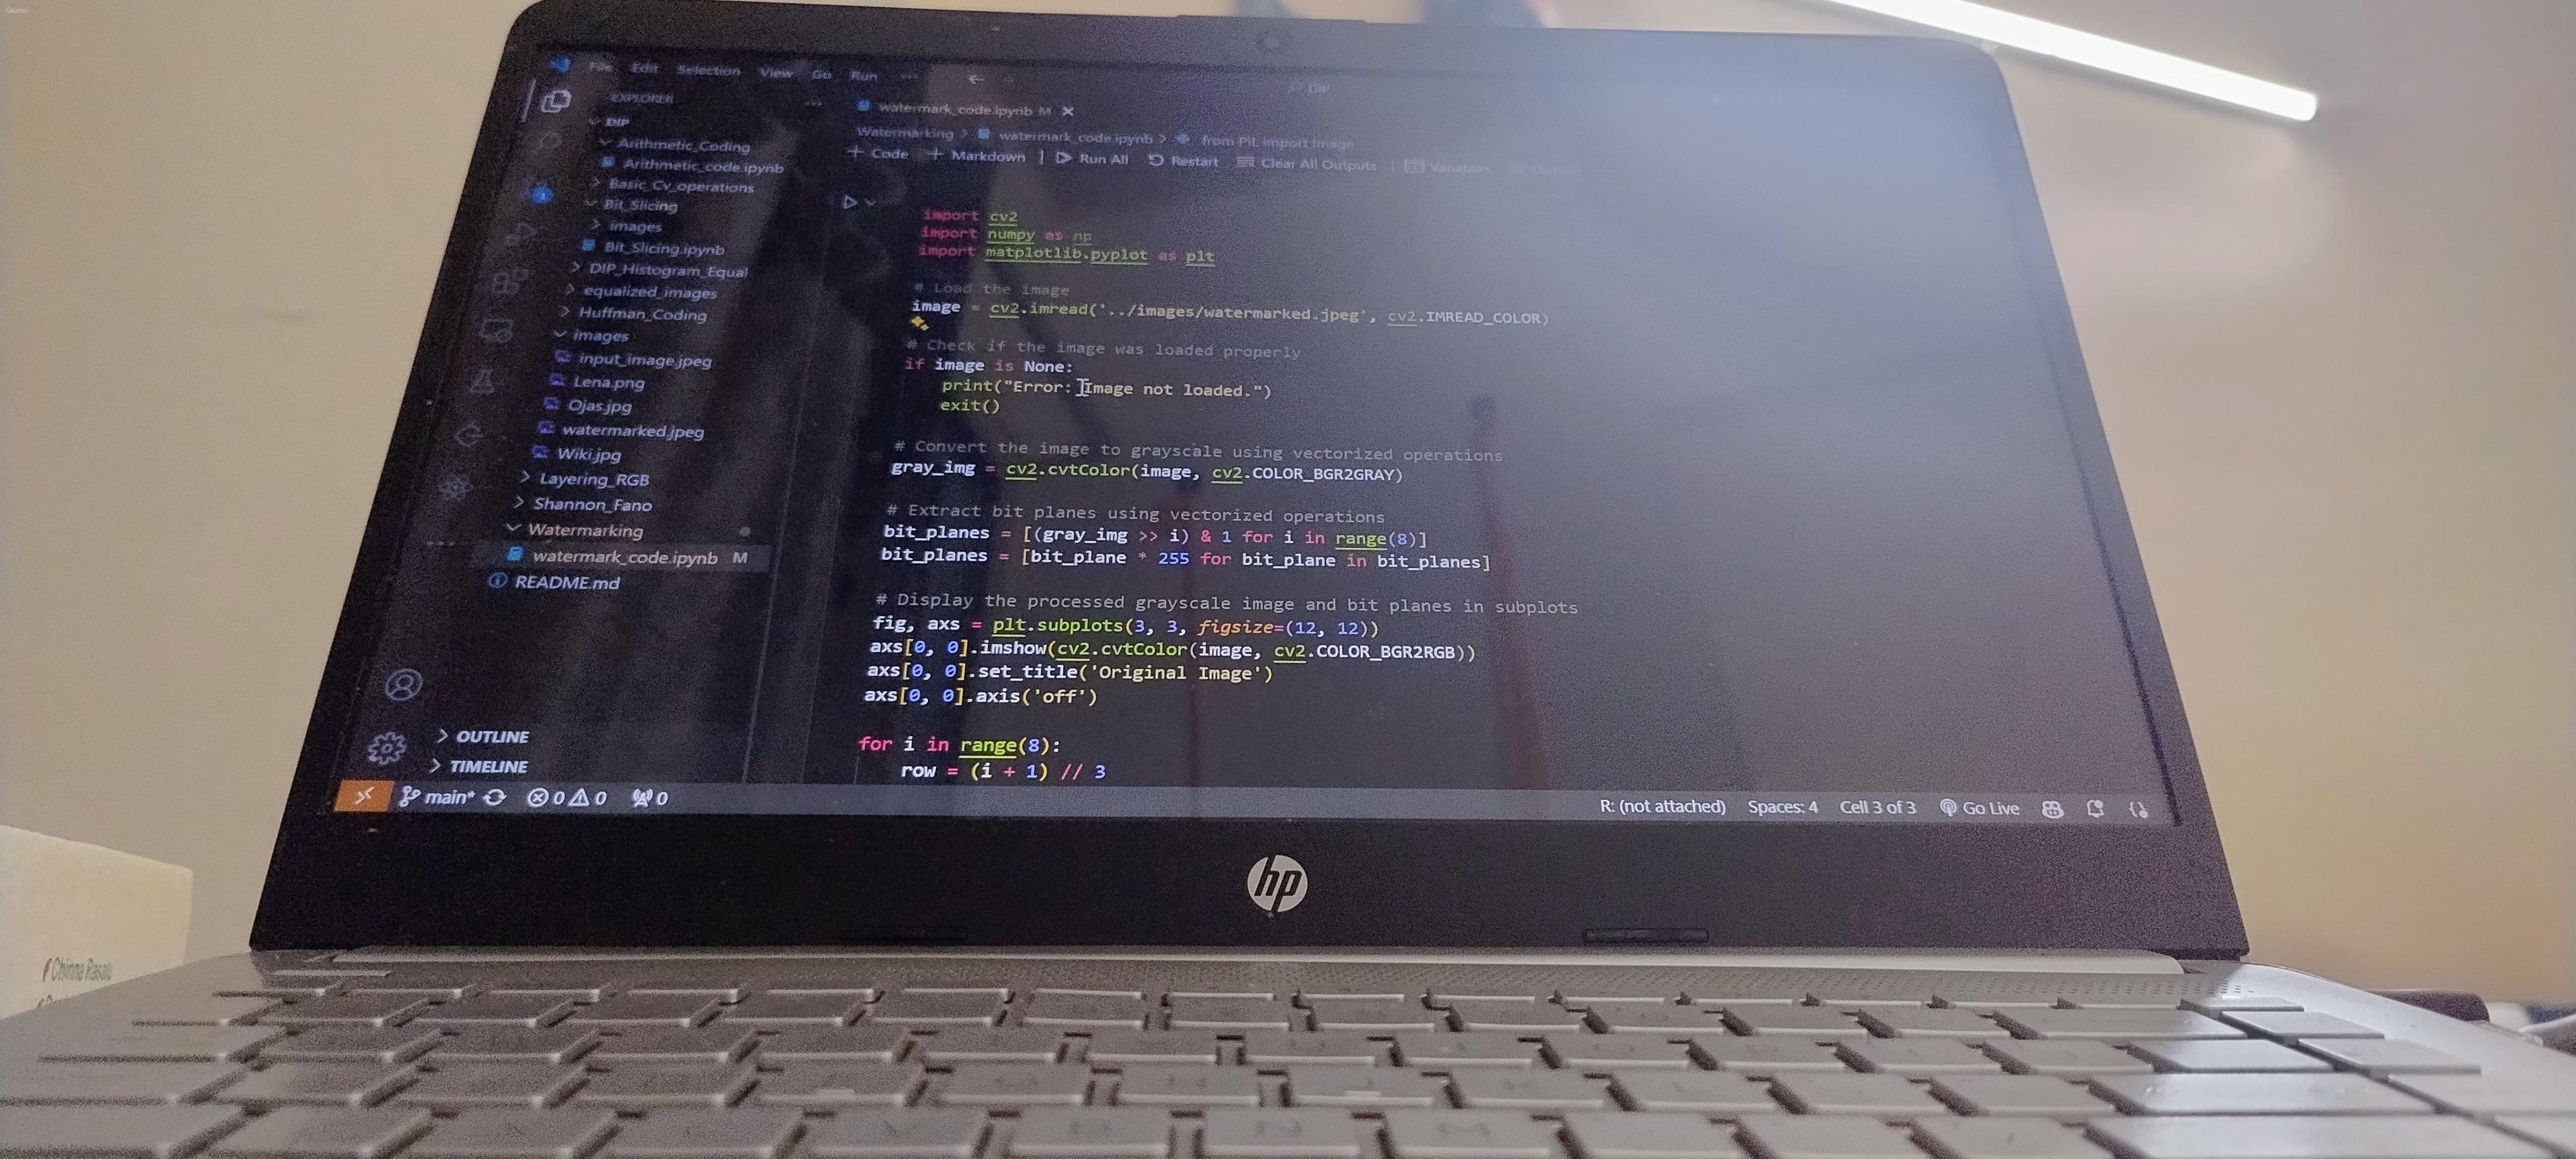 Gaurav
File Edit Selection View Go Run ...
DIP
EXPLORER ...
DIP
Arithmetic_Coding
Arithmetic_code.ipynb
Basic_Cv_operations
Bit_Slicing
images
Bit_Slicing.ipynb
DIP_Histogram_Equal
equalized_images
Huffman_Coding
images
input_image.jpeg
Lena.png
Ojas.jpg
watermarked.jpeg
Wiki.jpg
Layering_RGB
Shannon_Fano
Watermarking
watermark_code.ipynb M
README.md
OUTLINE
TIMELINE
watermark_code.ipynb M
Watermarking > watermark_code.ipynb > from PIL import Image
+ Code + Markdown | Run All Restart Clear All Outputs | Variables Outline
import cv2
import numpy as np
import matplotlib.pyplot as plt
# Load the image
image = cv2.imread('../images/watermarked.jpeg', cv2.IMREAD_COLOR)
# Check if the image was loaded properly
if image is None:
print("Error: Image not loaded.")
exit()
# Convert the image to grayscale using vectorized operations
gray_img = cv2.cvtColor(image, cv2.COLOR_BGR2GRAY)
# Extract bit planes using vectorized operations
bit_planes = [(gray_img >> i) & 1 for i in range(8)]
bit_planes = [bit_plane * 255 for bit_plane in bit_planes]
# Display the processed grayscale image and bit planes in subplots
fig, axs = plt.subplots(3, 3, figsize=(12, 12))
axs[0, 0].imshow(cv2.cvtColor(image, cv2.COLOR_BGR2RGB))
axs[0, 0].set_title('Original Image')
axs[0, 0].axis('off')
for i in range(8):
row = (i + 1) // 3
main* 0 0 0
R: (not attached) Spaces: 4 Cell 3 of 3 Go Live
hp
Chinna Rasalu